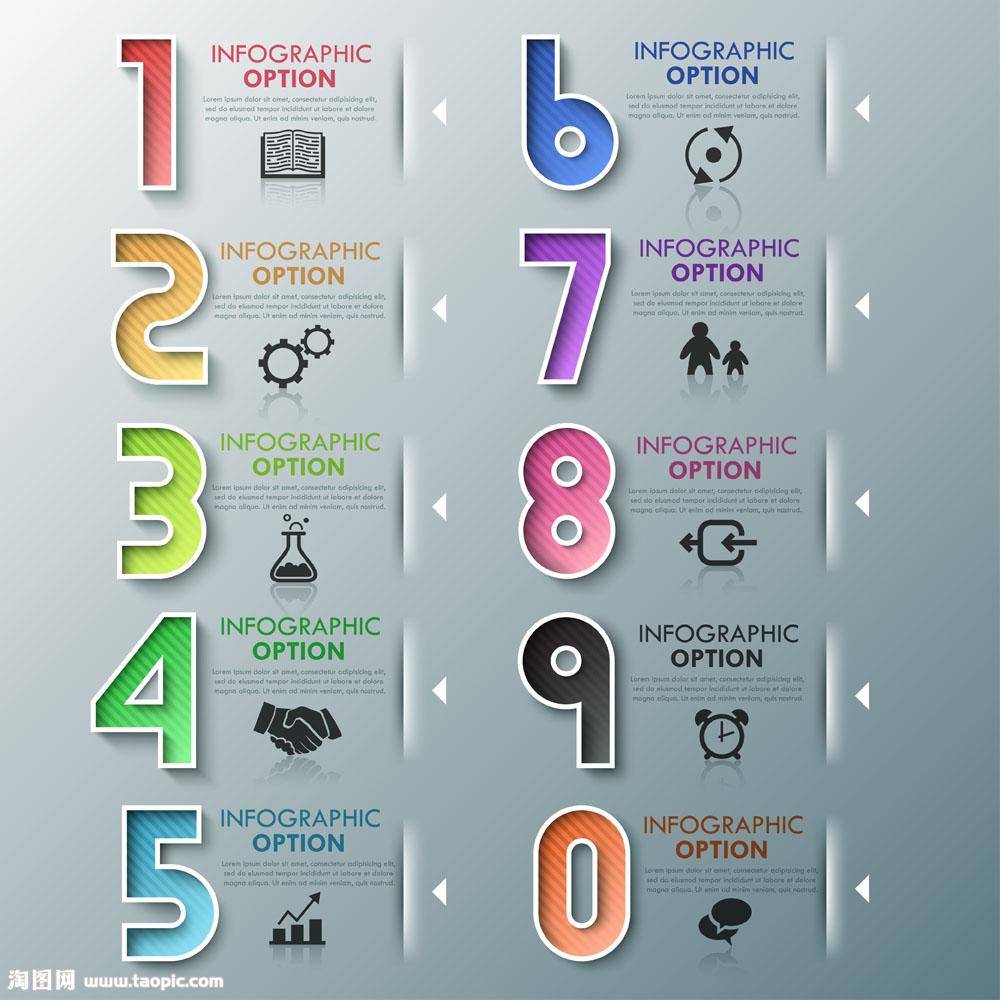 1
INFOGRAPHIC
OPTION
Lorem ipsum dolor sit amet, consectetur adipisicing elit,
sed do eiusmod tempor incididunt ut labore et dolore
magna aliqua. Ut enim ad minim veniam, quis nostrud.
2
INFOGRAPHIC
OPTION
Lorem ipsum dolor sit amet, consectetur adipisicing elit,
sed do eiusmod tempor incididunt ut labore et dolore
magna aliqua. Ut enim ad minim veniam, quis nostrud.
3
INFOGRAPHIC
OPTION
Lorem ipsum dolor sit amet, consectetur adipisicing elit,
sed do eiusmod tempor incididunt ut labore et dolore
magna aliqua. Ut enim ad minim veniam, quis nostrud.
4
INFOGRAPHIC
OPTION
Lorem ipsum dolor sit amet, consectetur adipisicing elit,
sed do eiusmod tempor incididunt ut labore et dolore
magna aliqua. Ut enim ad minim veniam, quis nostrud.
5
INFOGRAPHIC
OPTION
Lorem ipsum dolor sit amet, consectetur adipisicing elit,
sed do eiusmod tempor incididunt ut labore et dolore
magna aliqua. Ut enim ad minim veniam, quis nostrud.
6
INFOGRAPHIC
OPTION
Lorem ipsum dolor sit amet, consectetur adipisicing elit,
sed do eiusmod tempor incididunt ut labore et dolore
magna aliqua. Ut enim ad minim veniam, quis nostrud.
7
INFOGRAPHIC
OPTION
Lorem ipsum dolor sit amet, consectetur adipisicing elit,
sed do eiusmod tempor incididunt ut labore et dolore
magna aliqua. Ut enim ad minim veniam, quis nostrud.
8
INFOGRAPHIC
OPTION
Lorem ipsum dolor sit amet, consectetur adipisicing elit,
sed do eiusmod tempor incididunt ut labore et dolore
magna aliqua. Ut enim ad minim veniam, quis nostrud.
9
INFOGRAPHIC
OPTION
Lorem ipsum dolor sit amet, consectetur adipisicing elit,
sed do eiusmod tempor incididunt ut labore et dolore
magna aliqua. Ut enim ad minim veniam, quis nostrud.
0
INFOGRAPHIC
OPTION
Lorem ipsum dolor sit amet, consectetur adipisicing elit,
sed do eiusmod tempor incididunt ut labore et dolore
magna aliqua. Ut enim ad minim veniam, quis nostrud.
淘图网 www.taopic.com